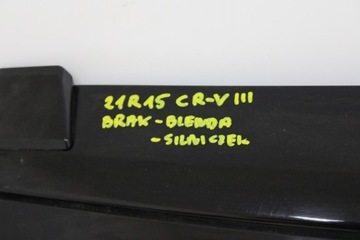 21R15 CR-V III
BRAK - BLENDA
- SILNICZEK